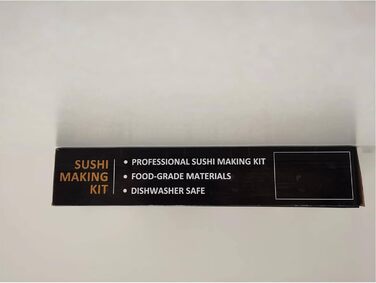 SUSHI
MAKING
KIT
• PROFESSIONAL SUSHI MAKING KIT
• FOOD-GRADE MATERIALS
• DISHWASHER SAFE